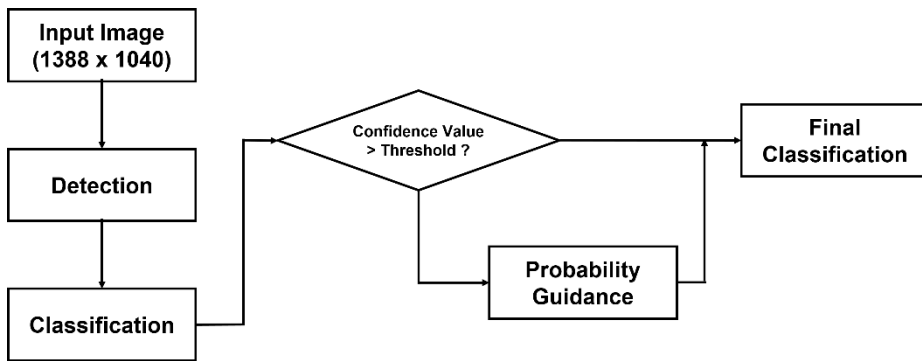 Input Image
(1388 x 1040)
Detection
Classification
Confidence Value
> Threshold ?
Probability
Guidance
Final
Classification